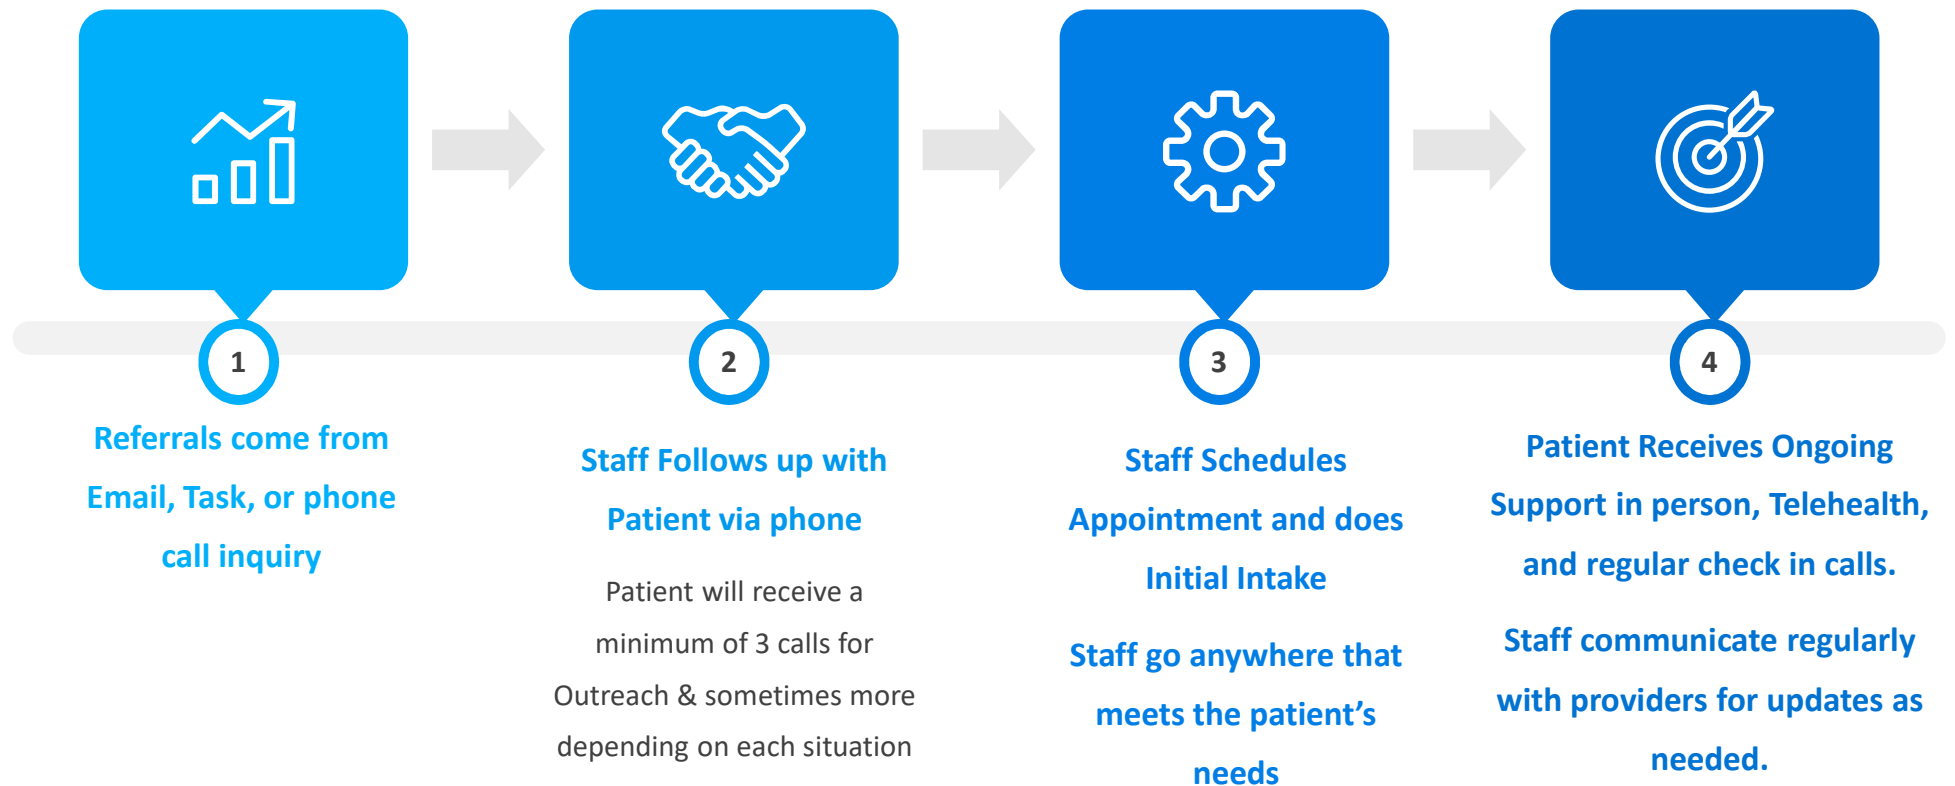 1
Referrals come from
Email, Task, or phone
call inquiry
2
Staff Follows up with
Patient via phone
Patient will receive a
minimum of 3 calls for
Outreach & sometimes more
depending on each situation
3
Staff Schedules
Appointment and does
Initial Intake
Staff go anywhere that
meets the patient’s
needs
4
Patient Receives Ongoing
Support in person, Telehealth,
and regular check in calls.
Staff communicate regularly
with providers for updates as
needed.